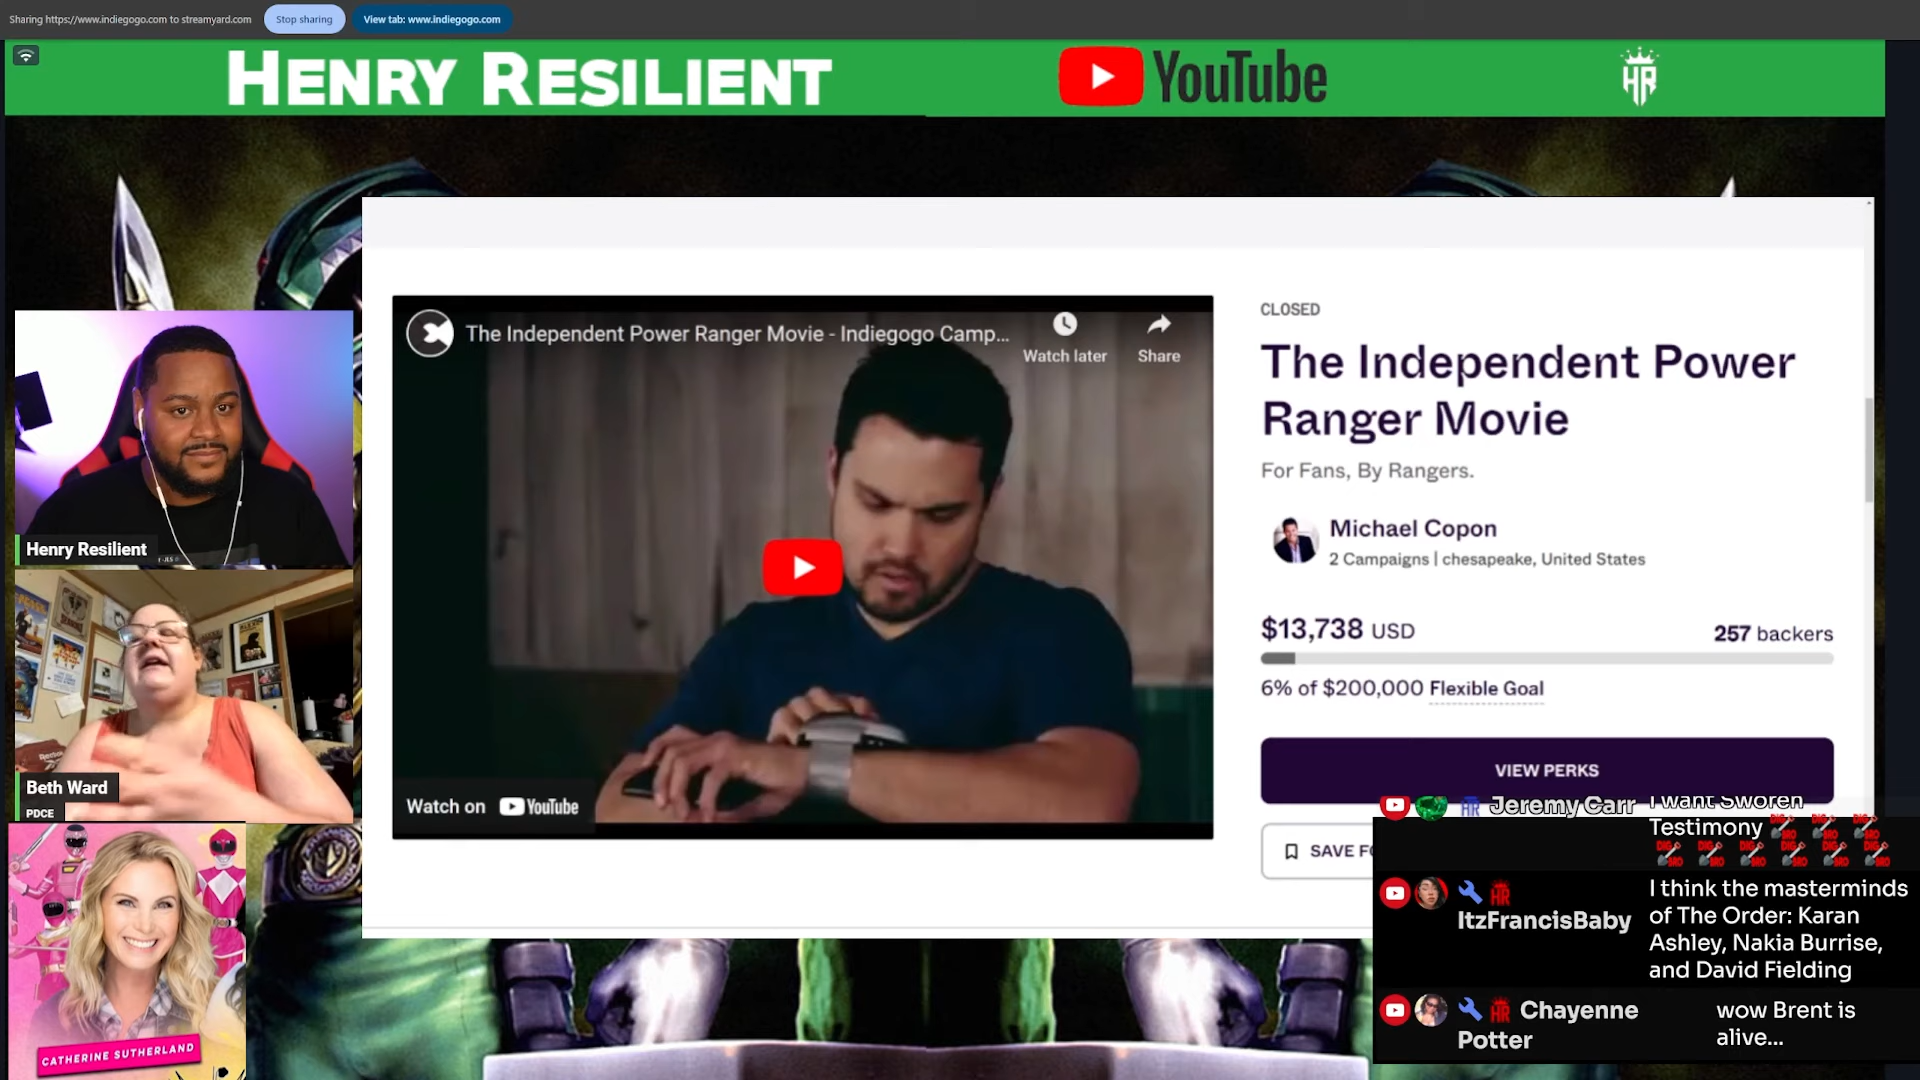 Sharing https://www.indiegogo.com to streamyard.com
Stop sharing
View tab: www.indiegogo.com
HENRY RESILIENT
YouTube
HR
The Independent Power Ranger Movie - Indiegogo Camp...
Watch later
Share
Watch on YouTube
CLOSED
The Independent Power
Ranger Movie
For Fans, By Rangers.
Michael Copon
2 Campaigns | chesapeake, United States
$13,738 USD
257 backers
6% of $200,000 Flexible Goal
VIEW PERKS
SAVE FO
Henry Resilient
Beth Ward
PDCE
CATHERINE SUTHERLAND
Jeremy Carr
I want Sworen
Testimony
ItzFrancisBaby
I think the masterminds
of The Order: Karan
Ashley, Nakia Burrise,
and David Fielding
Chayenne
Potter
wow Brent is
alive...